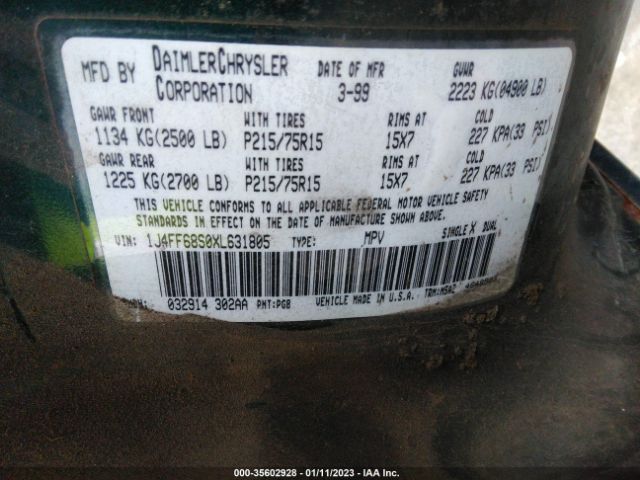 MFD BY DAIMLERCHRYSLER CORPORATION DATE OF MFR 3-99 GVWR 2223 KG(04900 LB)
GAWR FRONT WITH TIRES RIMS AT COLD
1134 KG(2500 LB) P215/75R15 15X7 227 KPA(33 PSI)
GAWR REAR WITH TIRES RIMS AT COLD
1225 KG(2700 LB) P215/75R15 15X7 227 KPA(33 PSI)
THIS VEHICLE CONFORMS TO ALL APPLICABLE FEDERAL MOTOR VEHICLE SAFETY
STANDARDS IN EFFECT ON THE DATE OF MANUFACTURE SHOWN ABOVE.
VIN: 1J4FF68S0XL631805 TYPE: MPV SINGLE X DUAL
032914 302AA PNT:PG8 VEHICLE MADE IN U.S.A.
000-35602928 - 01/11/2023 - IAA Inc.